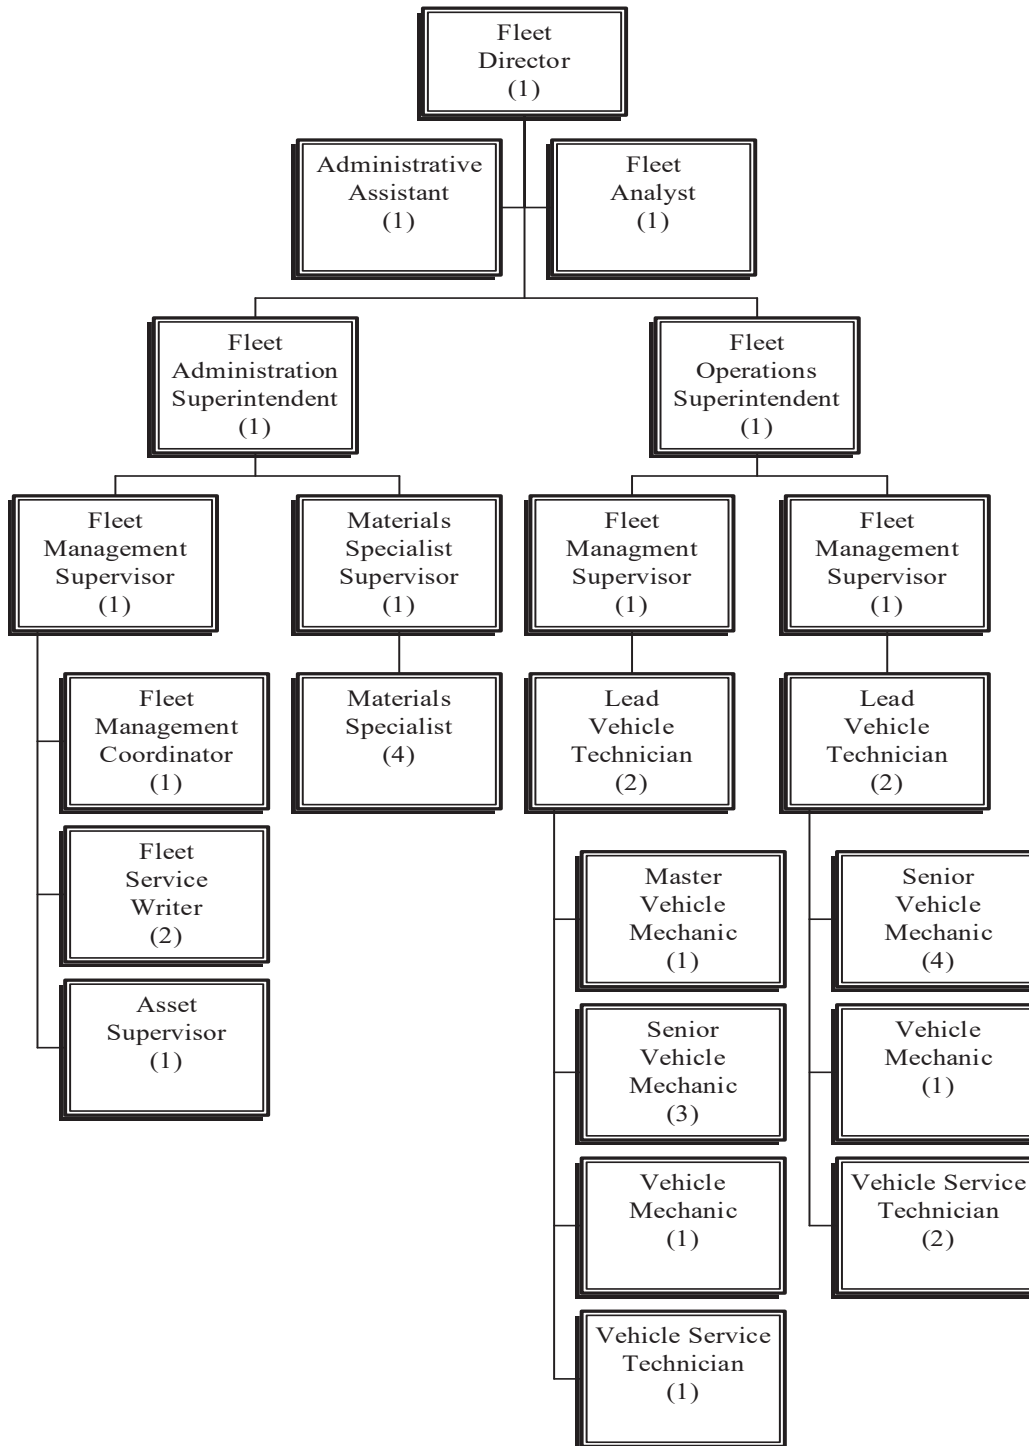 Fleet
Director
(1)
Administrative
Assistant
(1)
Fleet
Analyst
(1)
Fleet
Administration
Superintendent
(1)
Fleet
Operations
Superintendent
(1)
Fleet
Management
Supervisor
(1)
Materials
Specialist
Supervisor
(1)
Fleet
Managment
Supervisor
(1)
Fleet
Management
Supervisor
(1)
Fleet
Management
Coordinator
(1)
Materials
Specialist
(4)
Lead
Vehicle
Technician
(2)
Lead
Vehicle
Technician
(2)
Fleet
Service
Writer
(2)
Master
Vehicle
Mechanic
(1)
Senior
Vehicle
Mechanic
(4)
Asset
Supervisor
(1)
Senior
Vehicle
Mechanic
(3)
Vehicle
Mechanic
(1)
Vehicle
Mechanic
(1)
Vehicle Service
Technician
(2)
Vehicle Service
Technician
(1)